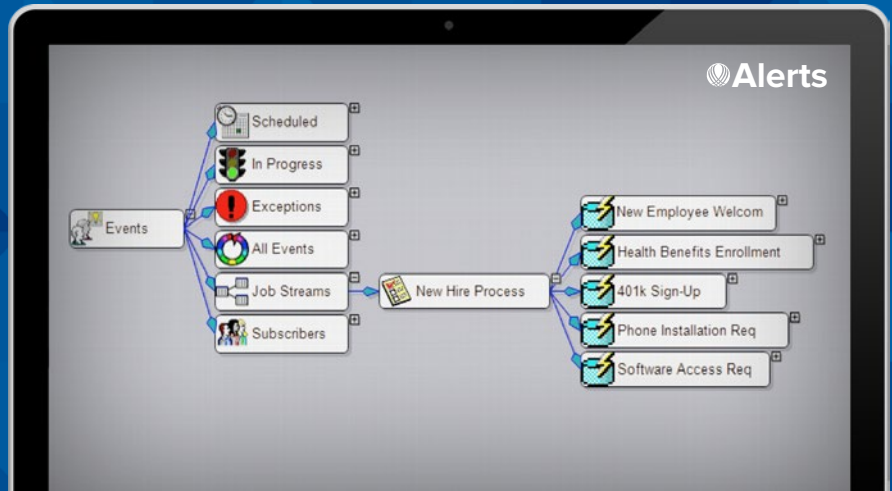 Alerts
Scheduled
In Progress
Exceptions
Events
All Events
Job Streams
Subscribers
New Hire Process
New Employee Welcom
Health Benefits Enrollment
401k Sign-Up
Phone Installation Req
Software Access Req